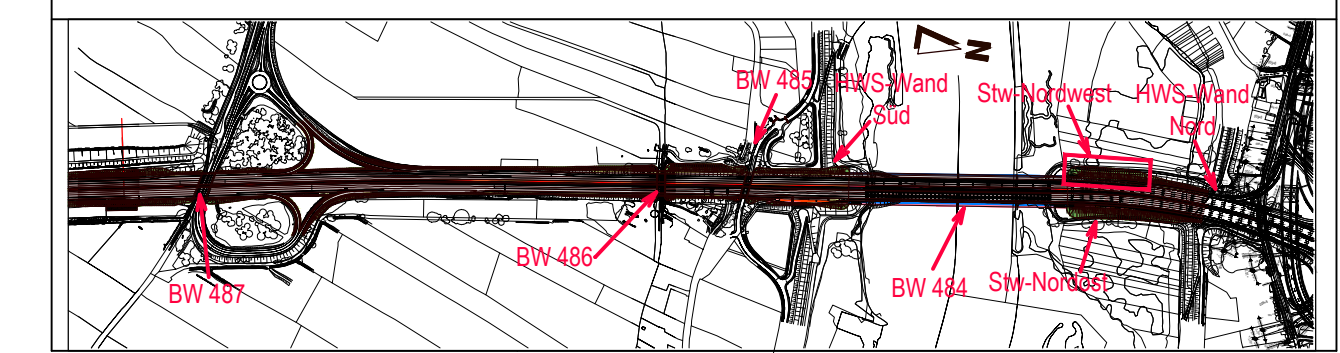 N
BW 485
HWS-Wand
Süd
Stw-Nordwest
HWS-Wand
Nord
BW 486
BW 487
BW 484
Stw-Nordost